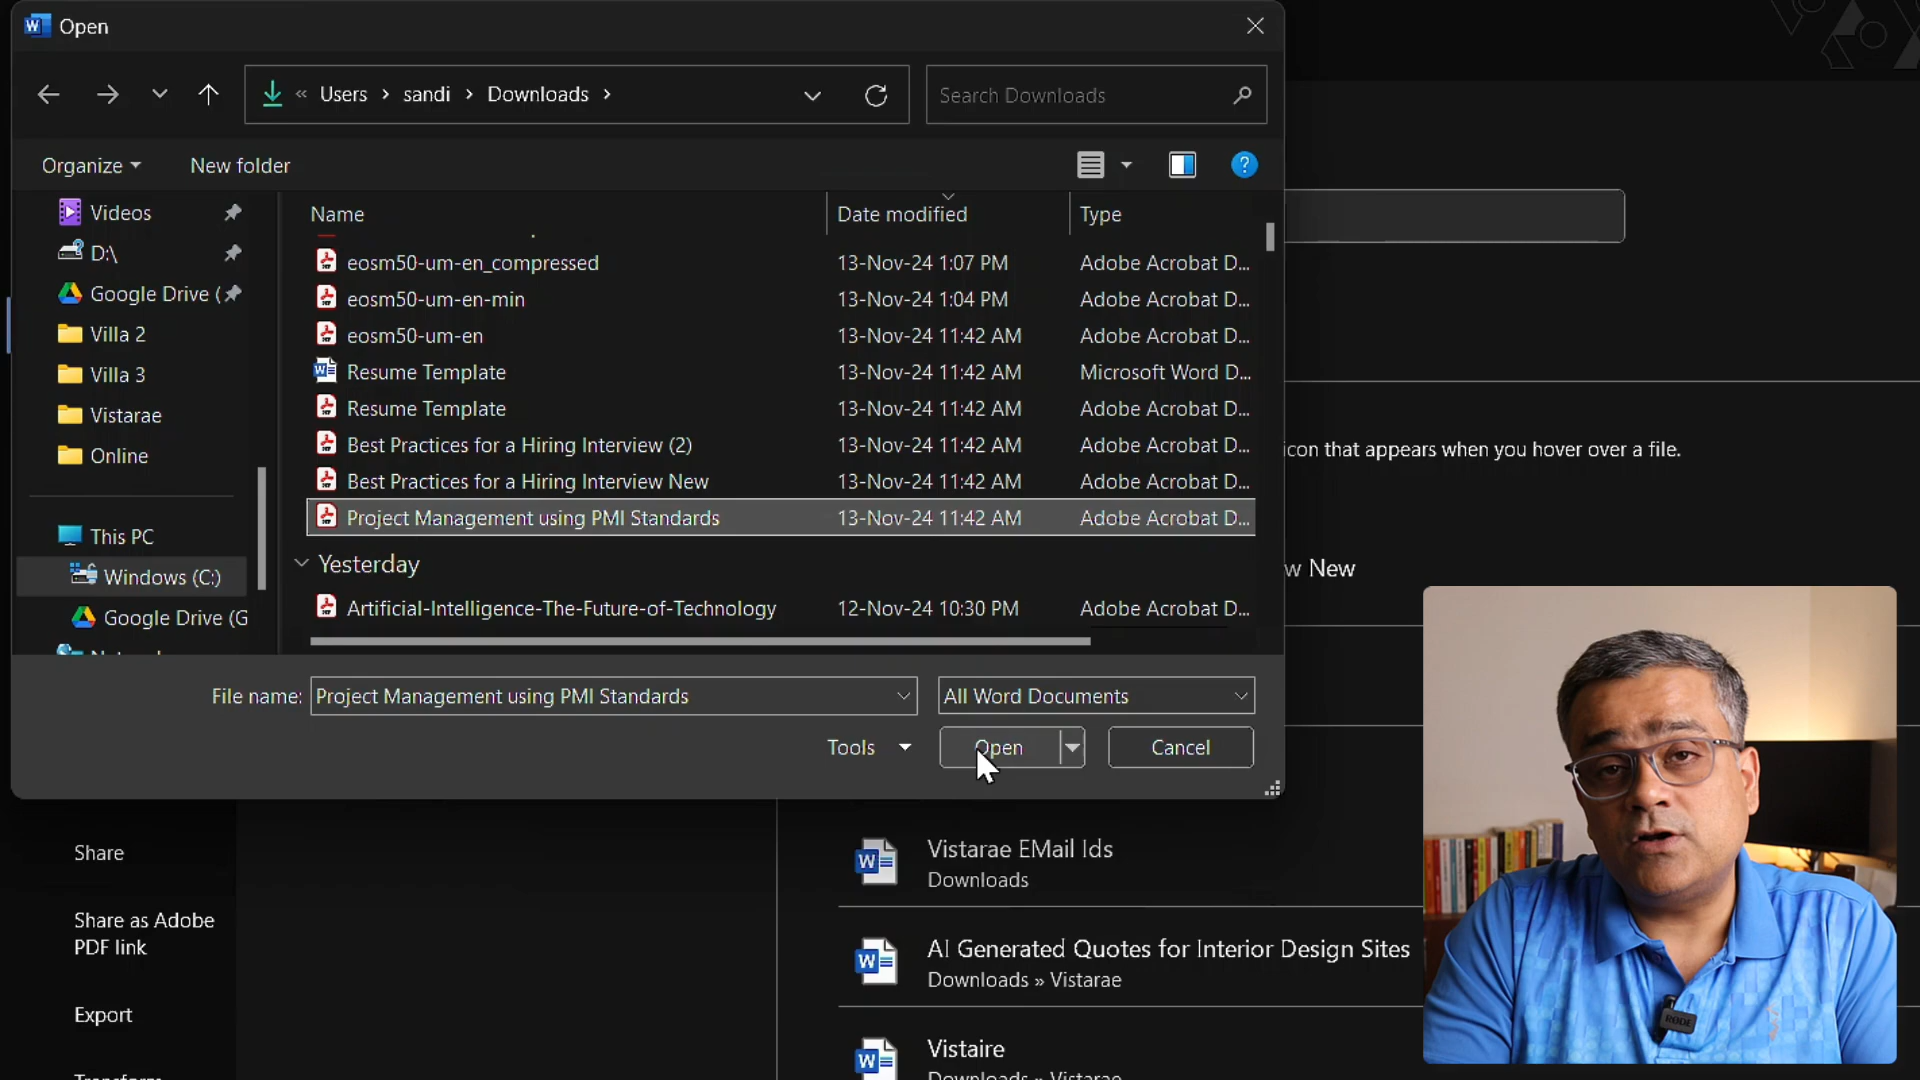 Open
Users > sandi > Downloads >
Search Downloads
Organize
New folder
Videos
D:\
Google Drive (
Villa 2
Villa 3
Vistarae
Online
This PC
Windows (C:)
Google Drive (G
Name Date modified Type
eosm50-um-en_compressed 13-Nov-24 1:07 PM Adobe Acrobat D...
eosm50-um-en-min 13-Nov-24 1:04 PM Adobe Acrobat D...
eosm50-um-en 13-Nov-24 11:42 AM Adobe Acrobat D...
Resume Template 13-Nov-24 11:42 AM Microsoft Word D...
Resume Template 13-Nov-24 11:42 AM Adobe Acrobat D...
Best Practices for a Hiring Interview (2) 13-Nov-24 11:42 AM Adobe Acrobat D...
Best Practices for a Hiring Interview New 13-Nov-24 11:42 AM Adobe Acrobat D...
Project Management using PMI Standards 13-Nov-24 11:42 AM Adobe Acrobat D...
Yesterday
Artificial-Intelligence-The-Future-of-Technology 12-Nov-24 10:30 PM Adobe Acrobat D...
File name: Project Management using PMI Standards All Word Documents
Tools Open Cancel
icon that appears when you hover over a file.
w New
Share
Share as Adobe
PDF link
Export
Transform
Vistarae EMail Ids
Downloads
AI Generated Quotes for Interior Design Sites
Downloads » Vistarae
Vistaire
Downloads » Vistarae
RODE